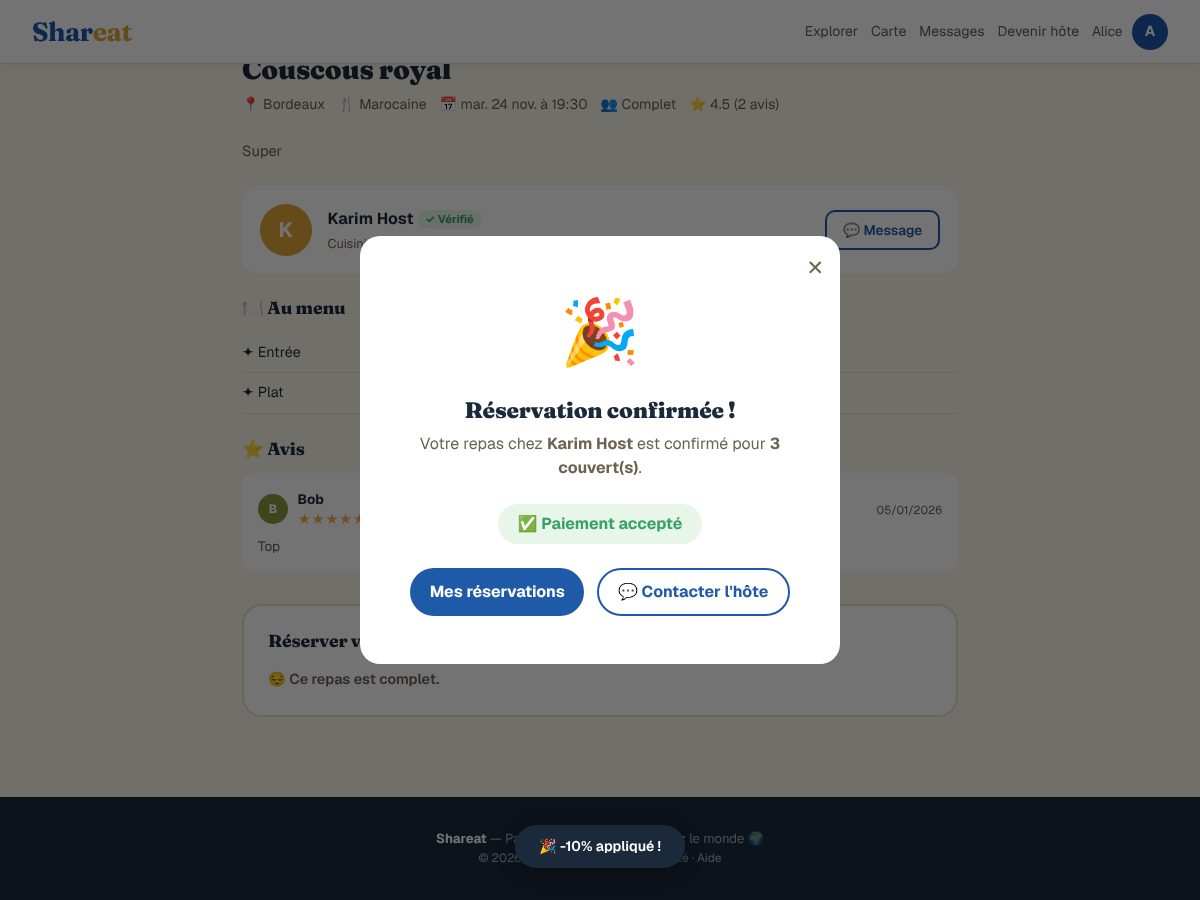 Shareat
Explorer Carte Messages Devenir hôte Alice A
Couscous royal
Bordeaux Marocaine mar. 24 nov. à 19:30 Complet 4.5 (2 avis)
Super
K
Karim Host ✓ Vérifié
Message
✕
Au menu
✦ Entrée
✦ Plat
Réservation confirmée !
Votre repas chez Karim Host est confirmé pour 3
couvert(s).
✅ Paiement accepté
Mes réservations
💬 Contacter l'hôte
⭐ Avis
B
Bob
★★★★★
05/01/2026
Top
Réserver
😔 Ce repas est complet.
Shareat — le monde 🌍
© · Aide
🎉 -10% appliqué !